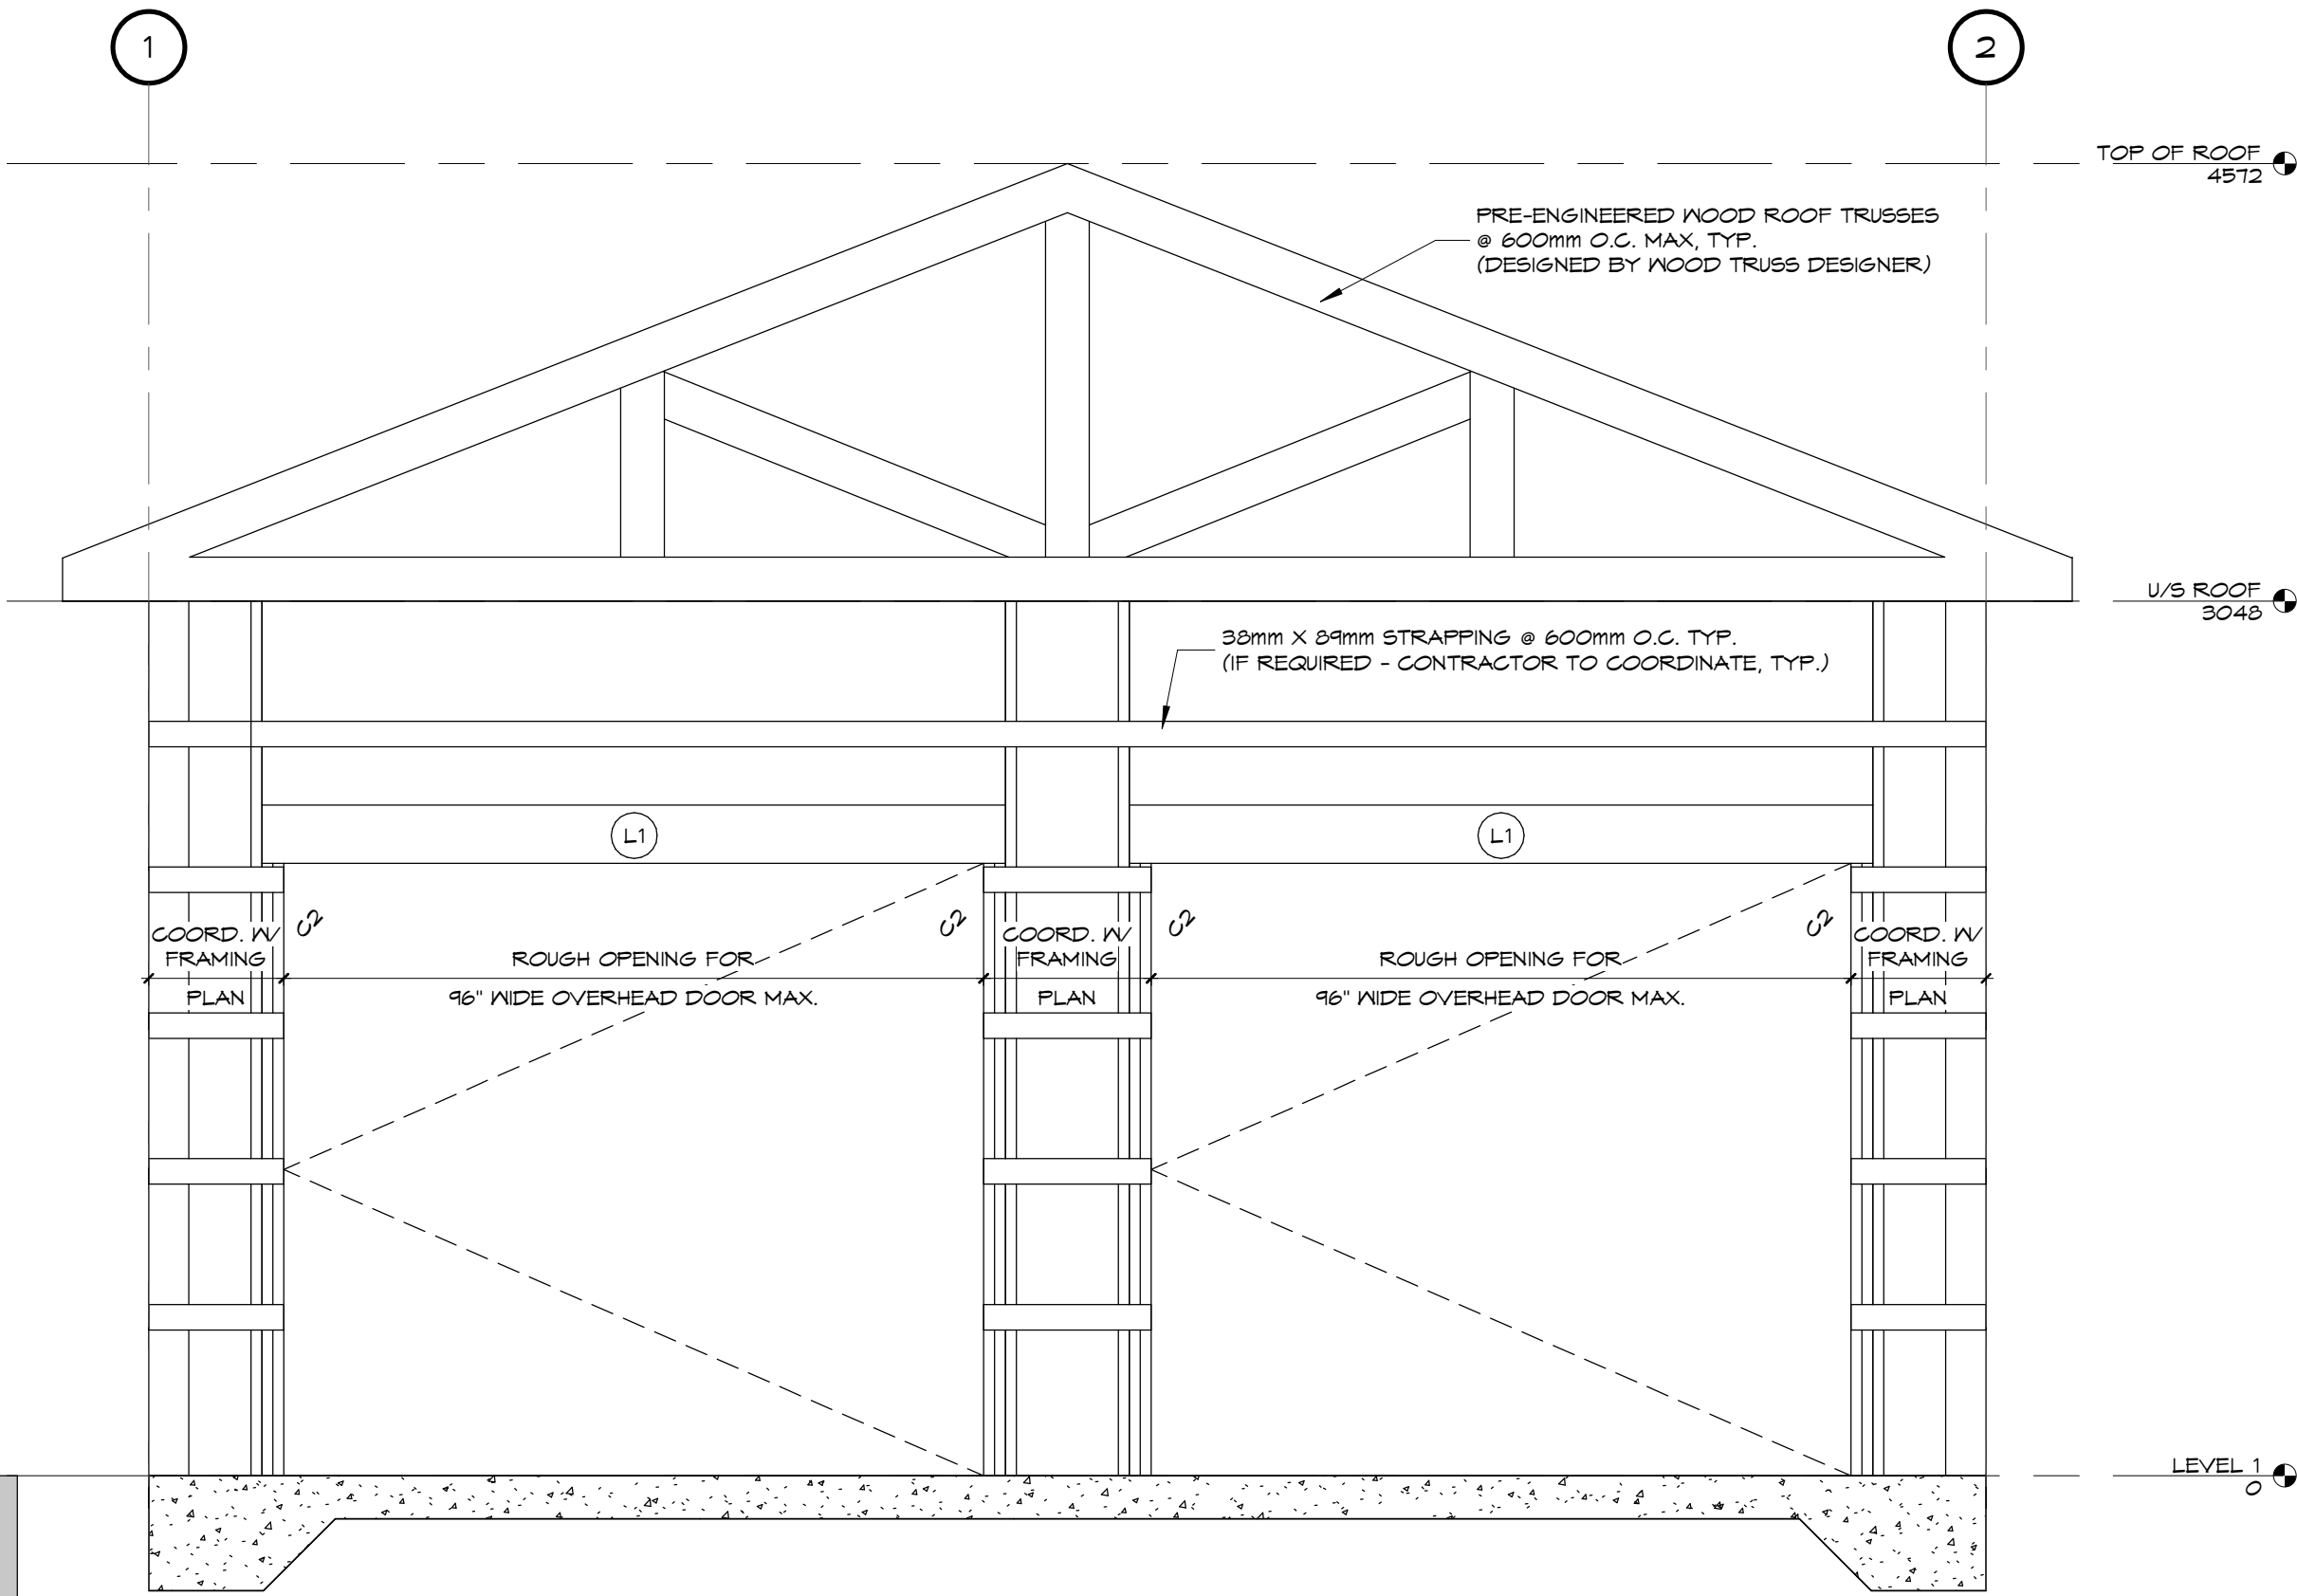 1
2
TOP OF ROOF
4572
PRE-ENGINEERED WOOD ROOF TRUSSES
@ 600mm O.C. MAX, TYP.
(DESIGNED BY WOOD TRUSS DESIGNER)
U/S ROOF
3048
38mm X 89mm STRAPPING @ 600mm O.C. TYP.
(IF REQUIRED - CONTRACTOR TO COORDINATE, TYP.)
L1
L1
C2
C2
C2
C2
COORD. W/
FRAMING
PLAN
ROUGH OPENING FOR
96" WIDE OVERHEAD DOOR MAX.
COORD. W/
FRAMING
PLAN
ROUGH OPENING FOR
96" WIDE OVERHEAD DOOR MAX.
COORD. W/
FRAMING
PLAN
LEVEL 1
0